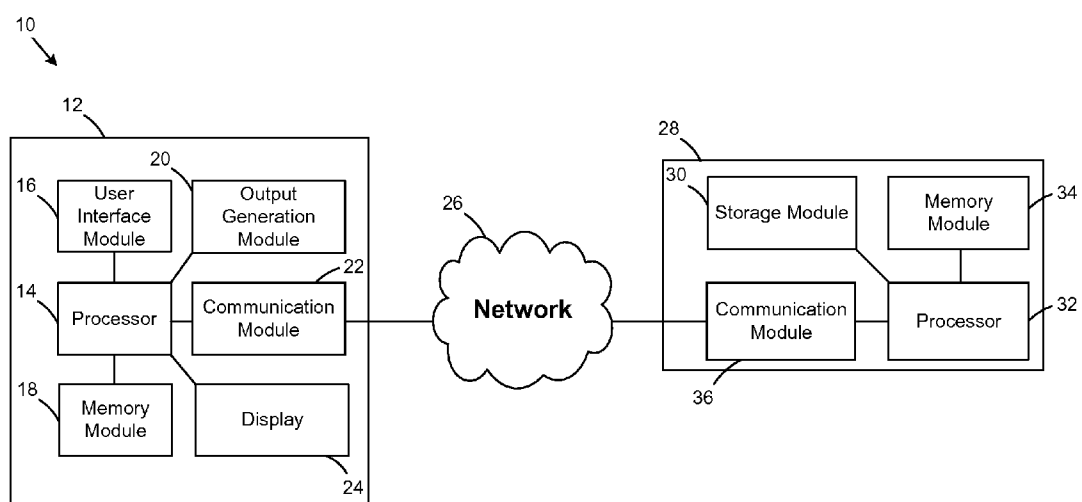 10
12
16
User
Interface
Module
20
Output
Generation
Module
14
Processor
22
Communication
Module
18
Memory
Module
Display
24
26
Network
28
30
Storage Module
34
Memory
Module
Communication
Module
36
Processor
32